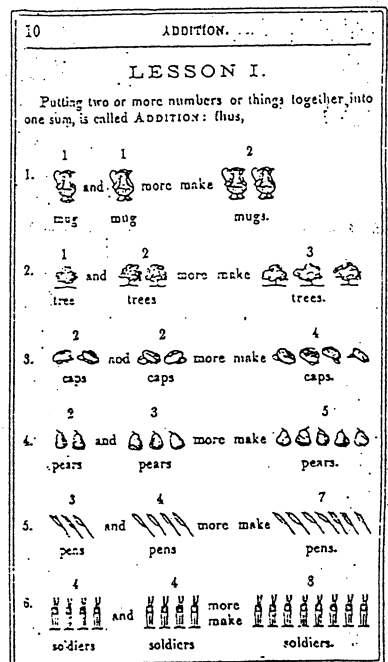 10 ADDITION.
LESSON I.
Putting two or more numbers or things together, into
one sum, is called ADDITION: thus,
1 1 2
1. and more make
mug mug mugs.
1 2 3
2. and more make
tree trees trees.
2 2 4
3. and more make
caps caps caps.
2 3 5
4. and more make
pears pears pears.
3 4 7
5. and more make
pens pens pens.
4 4 8
6. and more
make
soldiers soldiers soldiers.